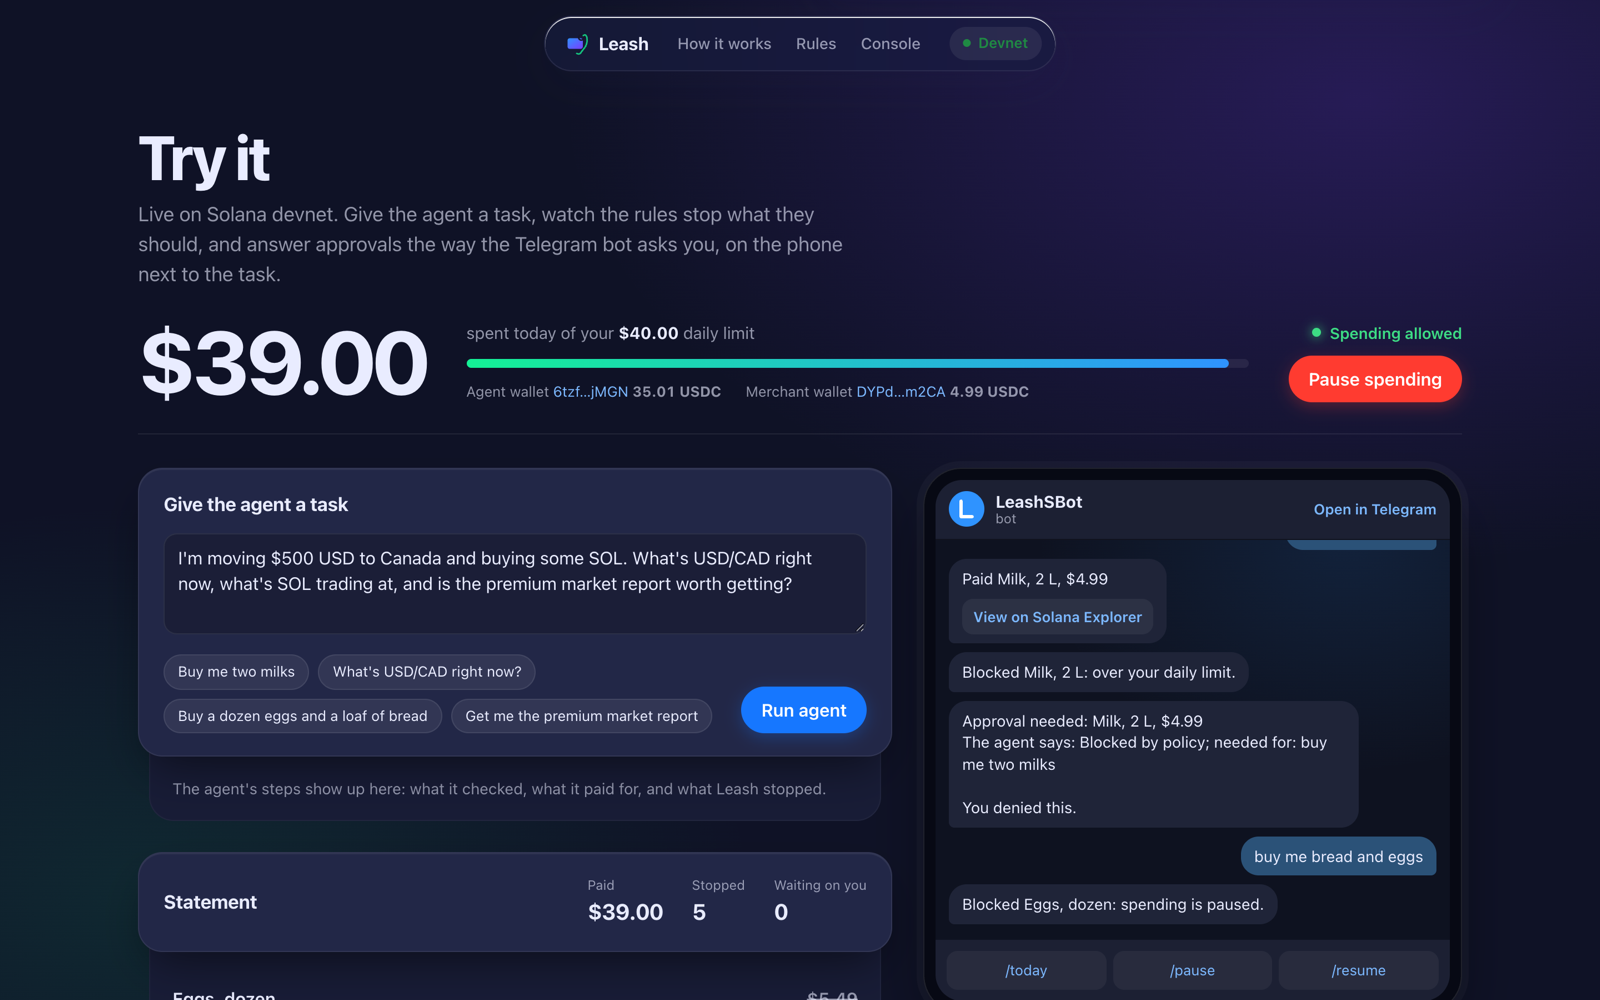 Leash
How it works
Rules
Console
Devnet
Try it
Live on Solana devnet. Give the agent a task, watch the rules stop what they
should, and answer approvals the way the Telegram bot asks you, on the phone
next to the task.
$39.00
spent today of your $40.00 daily limit
Agent wallet 6tzf...jMGN 35.01 USDC
Merchant wallet DYPd...m2CA 4.99 USDC
Spending allowed
Pause spending
Give the agent a task
I'm moving $500 USD to Canada and buying some SOL. What's USD/CAD right
now, what's SOL trading at, and is the premium market report worth getting?
Buy me two milks
What's USD/CAD right now?
Buy a dozen eggs and a loaf of bread
Get me the premium market report
Run agent
The agent's steps show up here: what it checked, what it paid for, and what Leash stopped.
Statement
Paid
$39.00
Stopped
5
Waiting on you
0
Eggs, dozen
$5.49
L
LeashSBot
bot
Open in Telegram
Paid Milk, 2 L, $4.99
View on Solana Explorer
Blocked Milk, 2 L: over your daily limit.
Approval needed: Milk, 2 L, $4.99
The agent says: Blocked by policy; needed for: buy
me two milks
You denied this.
buy me bread and eggs
Blocked Eggs, dozen: spending is paused.
/today
/pause
/resume